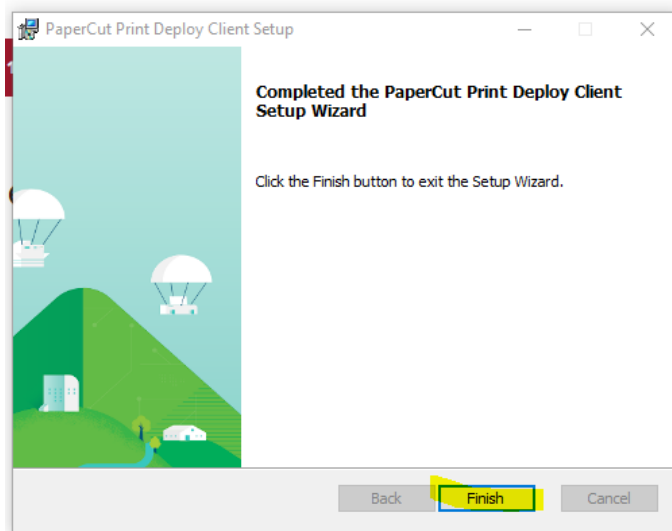 PaperCut Print Deploy Client Setup
Completed the PaperCut Print Deploy Client
Setup Wizard
Click the Finish button to exit the Setup Wizard.
Back
Finish
Cancel